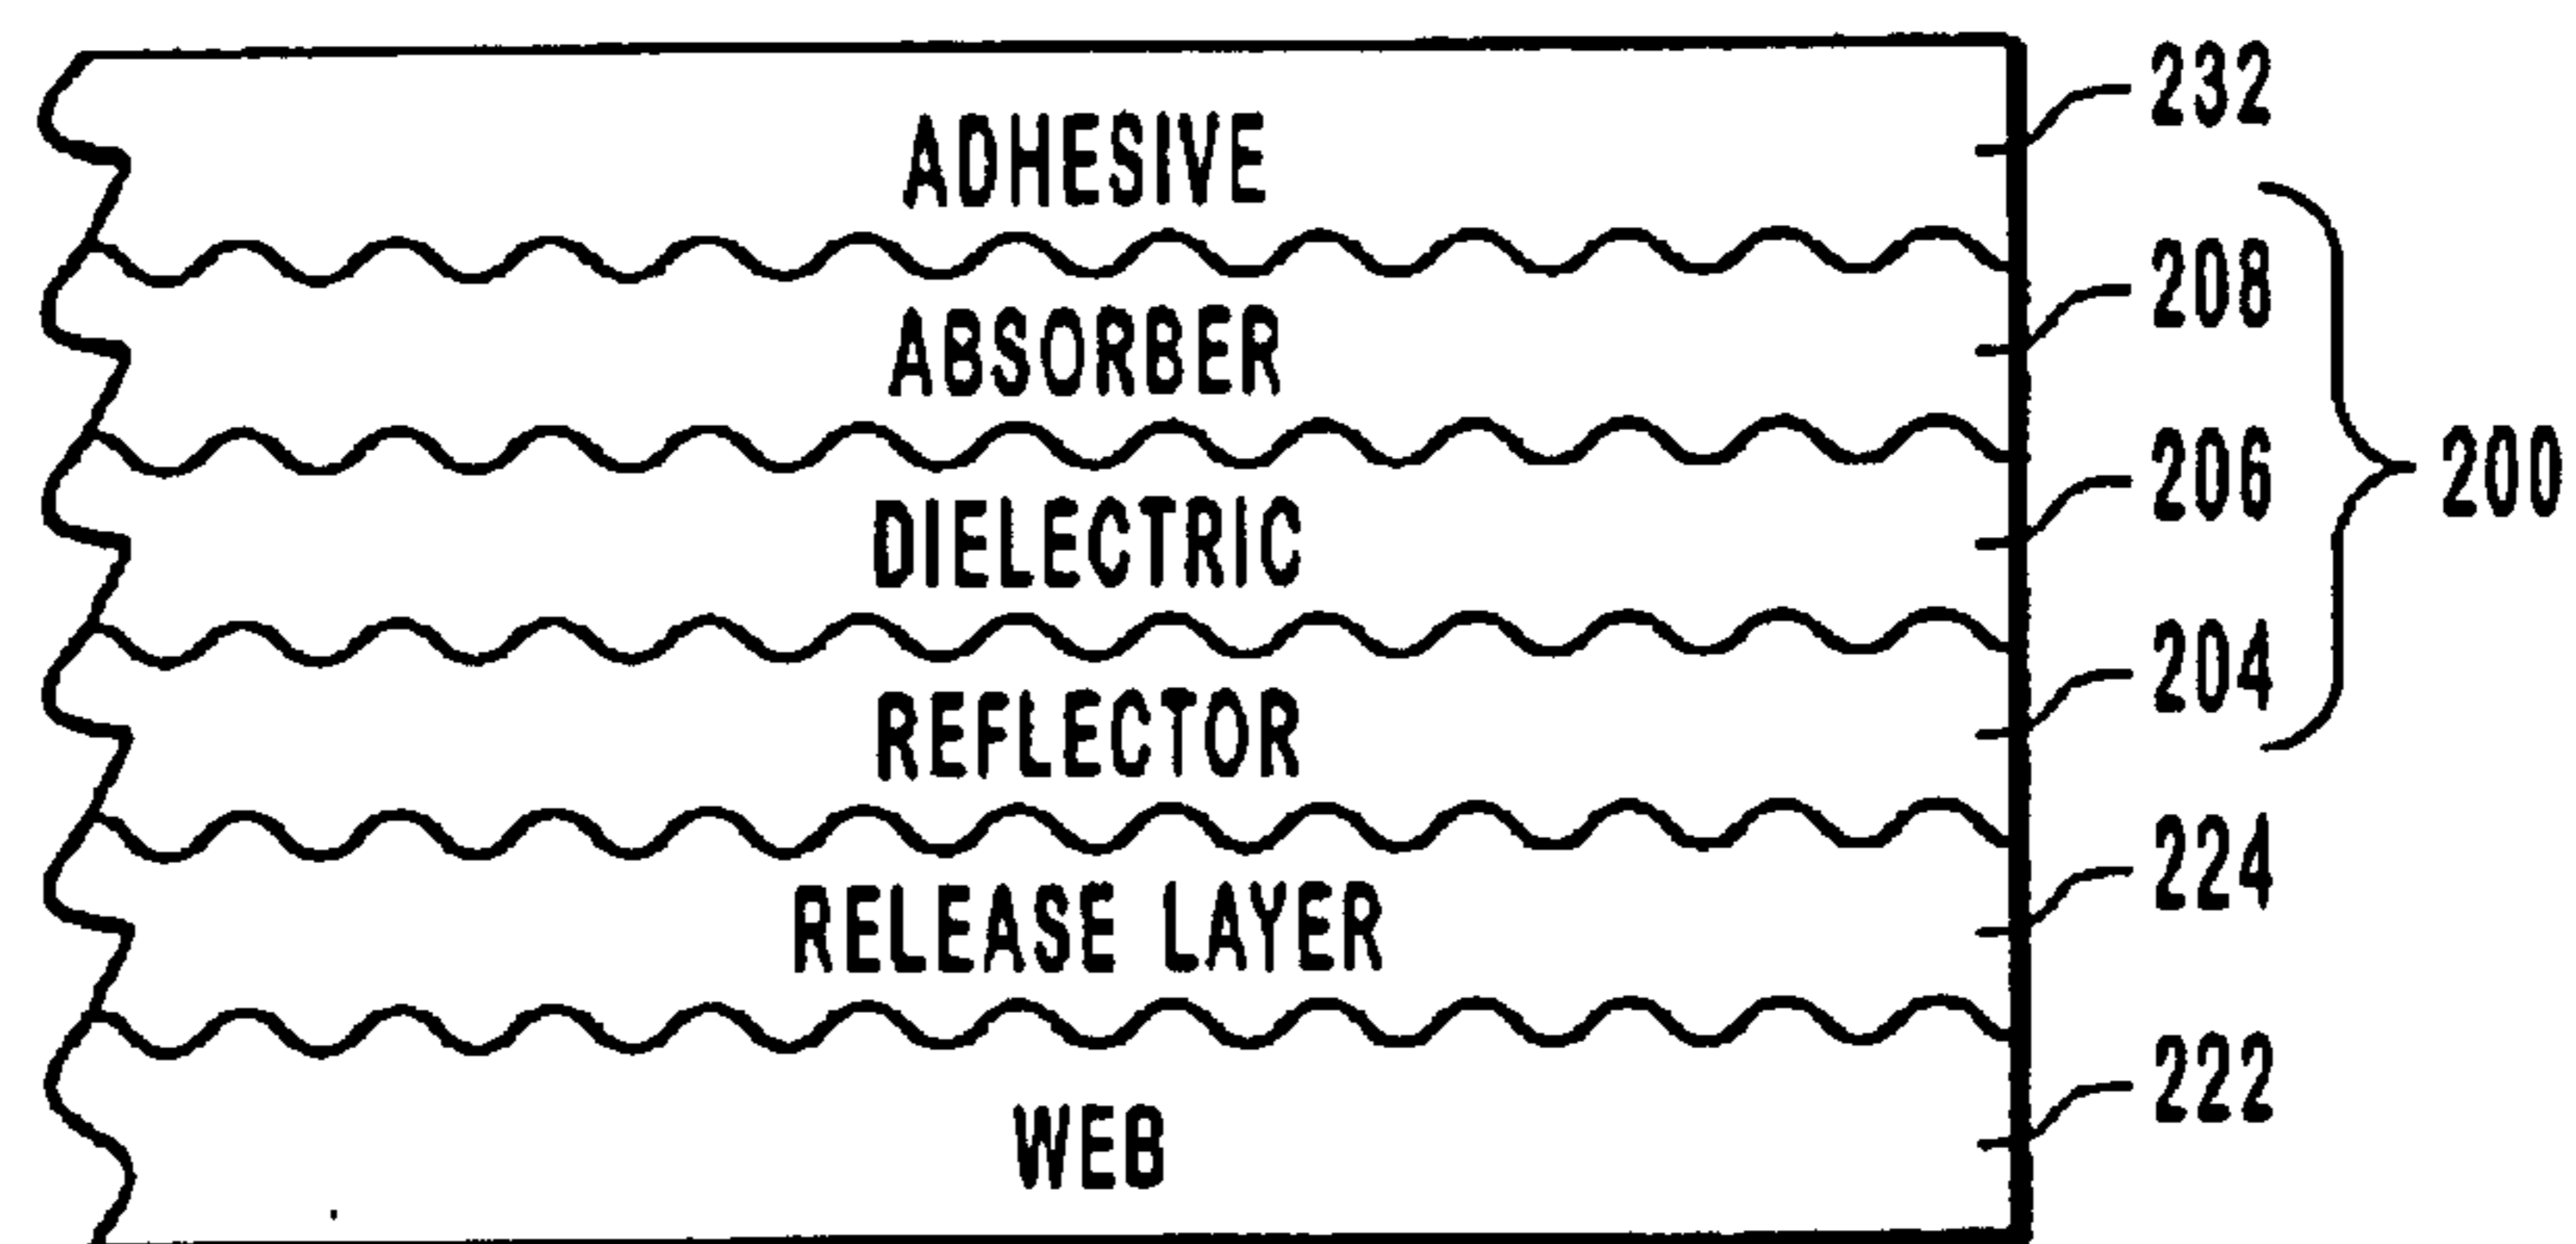 ADHESIVE 232
ABSORBER 208
DIELECTRIC 206 200
REFLECTOR 204
RELEASE LAYER 224
WEB 222